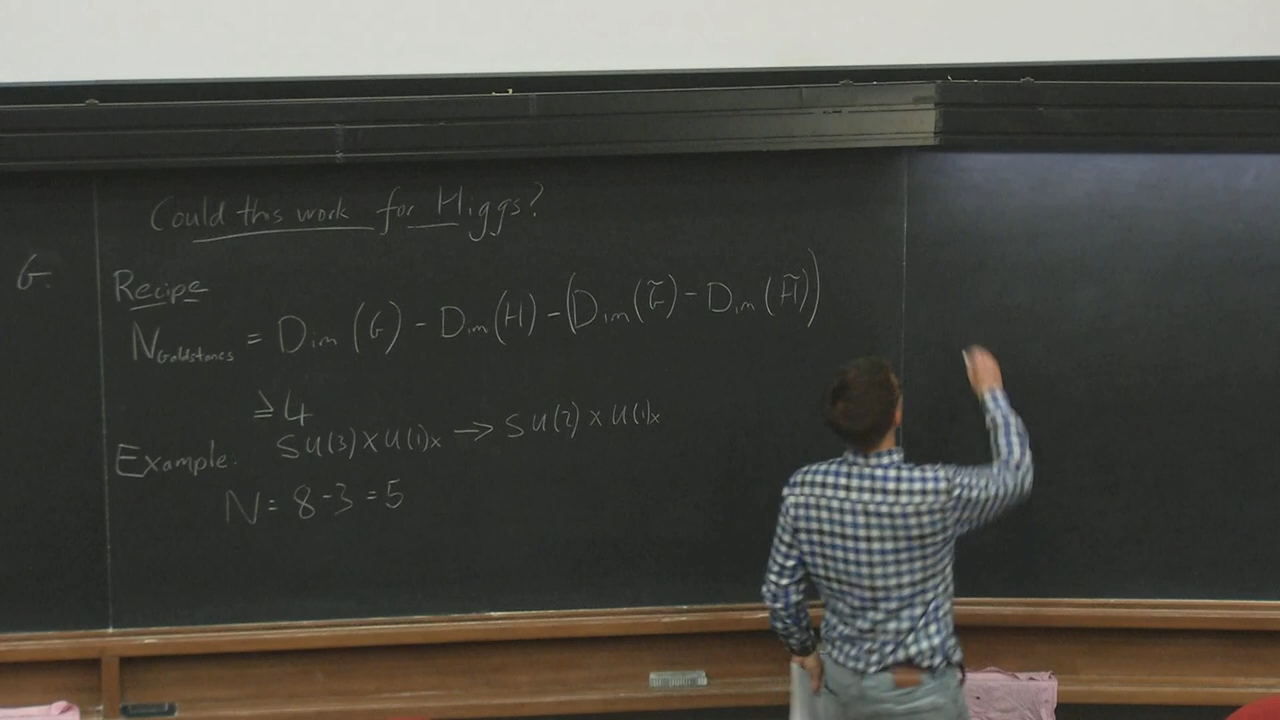 Could this work for Higgs?
G.
Recipe
N_Goldstones = Dim (G) - Dim (H) - (Dim (G̃) - Dim (H̃))
≥ 4
Example: SU(3) × U(1)x → SU(2) × U(1)x
N = 8 - 3 = 5